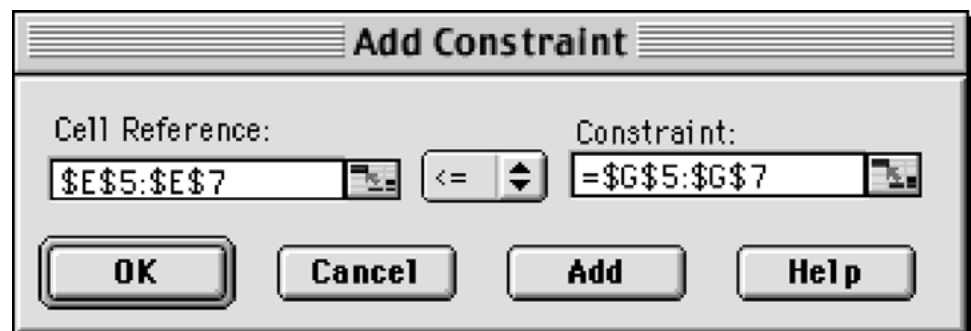 Add Constraint
Cell Reference: Constraint:
$E$5:$E$7 <= =$G$5:$G$7
OK Cancel Add Help